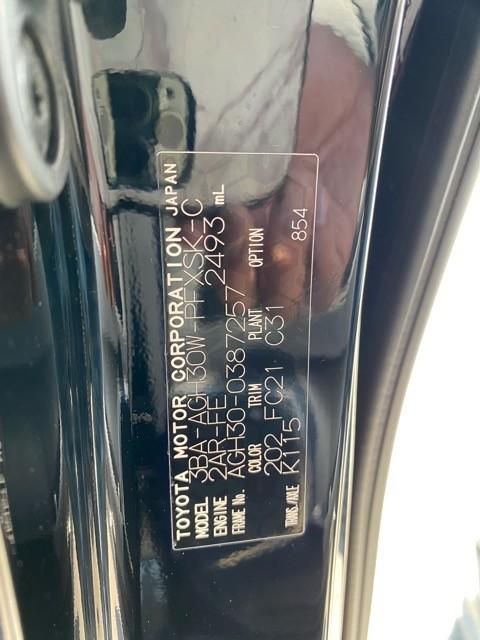 TOYOTA MOTOR CORPORATION JAPAN
MODEL 3BA-AGH30W-PFXSK-C
ENGINE 2AR-FE 2493 mL
FRAME No. AGH30-0387257
COLOR TRIM PLANT OPTION
202 FC21 C31 854
TRANS./AXLE K115